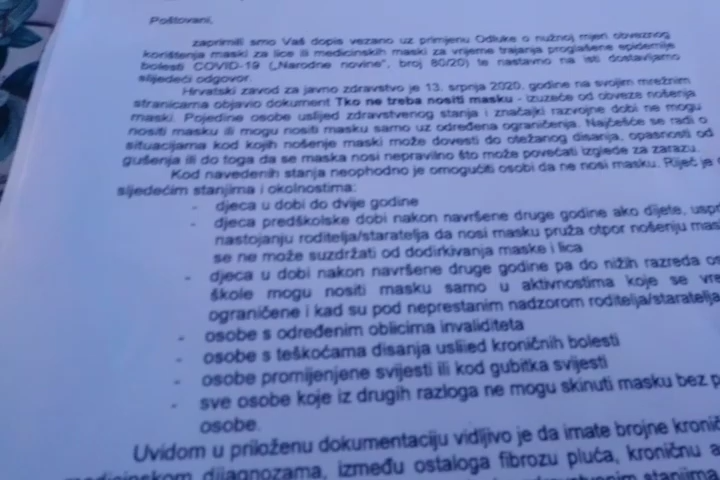 Poštovani,
zaprimili smo Vaš dopis vezano uz primjenu Odluke o nužnoj mjeri obveznog
korištenja maski za lice ili medicinskih maski za vrijeme trajanja proglašene epidemije
bolesti COVID-19 („Narodne novine", broj 80/20) te nastavno na isti dostavljamo
slijedeći odgovor.
Hrvatski zavod za javno zdravstvo je 13. srpnja 2020. godine na svojim mrežnim
stranicama objavio dokument Tko ne treba nositi masku - izuzeće od obveze nošenja
maski. Pojedine osobe uslijed zdravstvenog stanja i značajki razvojne dobi ne mogu
nositi masku ili mogu nositi masku samo uz određena ograničenja. Najčešće se radi o
situacijama kod kojih nošenje maski može dovesti do otežanog disanja, opasnosti od
gušenja ili do toga da se maska nosi nepravilno što može povećati izglede za zarazu.
Kod navedenih stanja neophodno je omogućiti osobi da ne nosi masku. Riječ je o
sljedećim stanjima i okolnostima:
- djeca u dobi do dvije godine
- djeca predškolske dobi nakon navršene druge godine ako dijete, uspr
nastojanju roditelja/staratelja da nosi masku pruža otpor nošenju mas
se ne može suzdržati od dodirkivanja maske i lica
- djeca u dobi nakon navršene druge godine pa do nižih razreda os
škole mogu nositi masku samo u aktivnostima koje se vre
ograničene i kad su pod neprestanim nadzorom roditelja/staratelja
- osobe s određenim oblicima invaliditeta
- osobe s teškoćama disanja uslijed kroničnih bolesti
- osobe promijenjene svijesti ili kod gubitka svijesti
- sve osobe koje iz drugih razloga ne mogu skinuti masku bez p
osobe.
Uvidom u priloženu dokumentaciju vidljivo je da imate brojne kronič
medicinskom dijagnozama, između ostaloga fibrozu pluća, kroničnu a
zdravstvenim stanjima